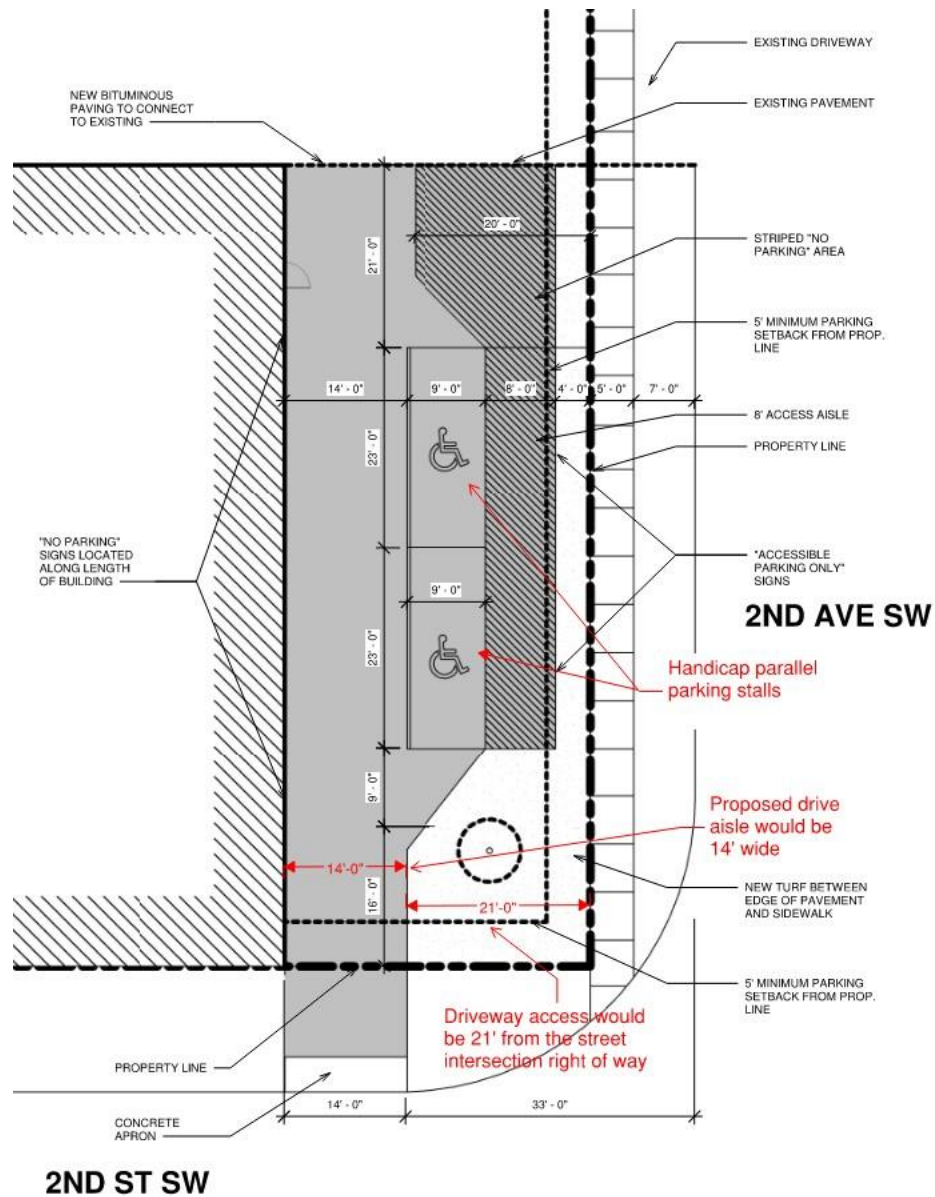 EXISTING DRIVEWAY
NEW BITUMINOUS
PAVING TO CONNECT
TO EXISTING
EXISTING PAVEMENT
20' - 0"
21' - 0"
STRIPED "NO
PARKING" AREA
5' MINIMUM PARKING
SETBACK FROM PROP.
LINE
14' - 0"
9' - 0"
8' - 0"
4' - 0"
5' - 0"
7' - 0"
8' ACCESS AISLE
23' - 0"
PROPERTY LINE
"NO PARKING"
SIGNS LOCATED
ALONG LENGTH
OF BUILDING
"ACCESSIBLE
PARKING ONLY"
SIGNS
9' - 0"
2ND AVE SW
23' - 0"
Handicap parallel
parking stalls
9' - 0"
Proposed drive
aisle would be
14' wide
14'-0"
16' - 0"
21'-0"
NEW TURF BETWEEN
EDGE OF PAVEMENT
AND SIDEWALK
5' MINIMUM PARKING
SETBACK FROM PROP.
LINE
Driveway access would
be 21' from the street
intersection right of way
PROPERTY LINE
14' - 0"
33' - 0"
CONCRETE
APRON
2ND ST SW